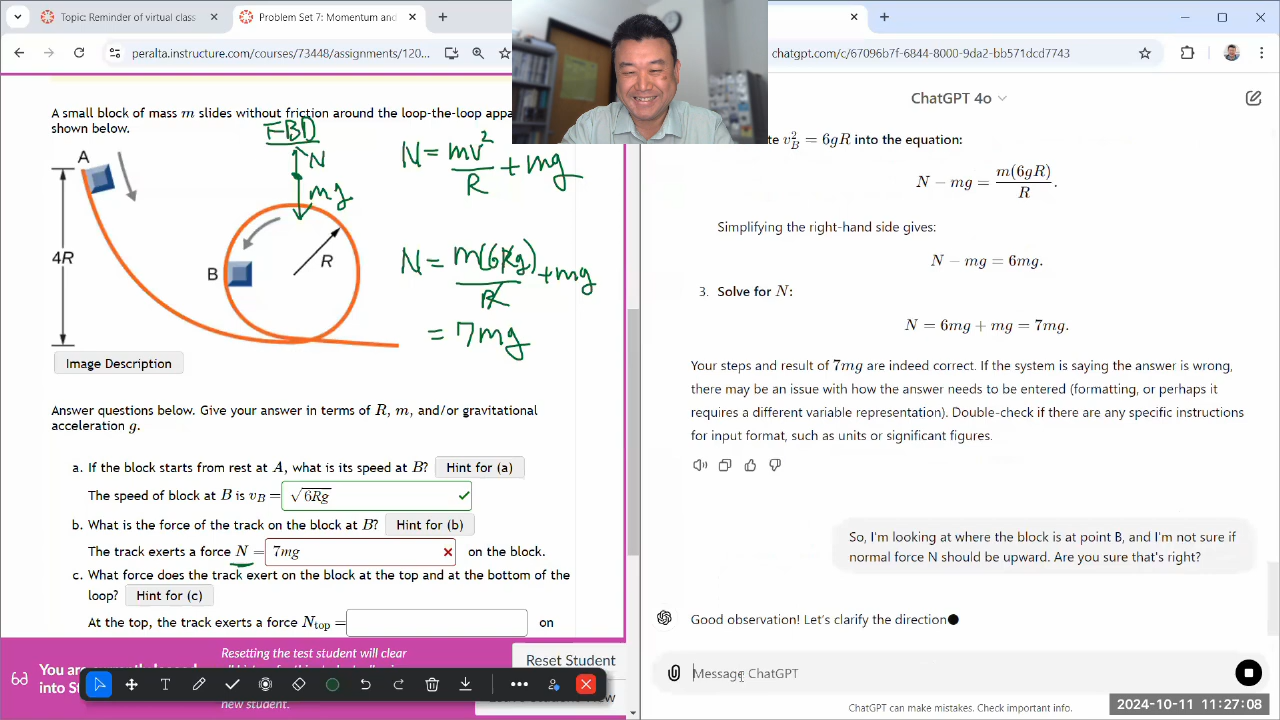 Topic: Reminder of virtual class
Problem Set 7: Momentum and
peralta.instructure.com/courses/73448/assignments/120...
chatgpt.com/c/67096b7f-6844-8000-9da2-bb571dcd7743
A small block of mass m slides without friction around the loop-the-loop appa
shown below.
FBD
N
mg
A
4R
B
R
N = mv²/R + mg
N = m(6Rg)/R + mg
= 7mg
Image Description
Answer questions below. Give your answer in terms of R, m, and/or gravitational
acceleration g.
a. If the block starts from rest at A, what is its speed at B? Hint for (a)
The speed of block at B is v_B = √6Rg
b. What is the force of the track on the block at B? Hint for (b)
The track exerts a force N = 7mg on the block.
c. What force does the track exert on the block at the top and at the bottom of the
loop? Hint for (c)
At the top, the track exerts a force N_top = on
Resetting the test student will clear
new student.
Reset Student
ChatGPT 4o
te v_B² = 6gR into the equation:
N − mg = m(6gR)/R.
Simplifying the right-hand side gives:
N − mg = 6mg.
3. Solve for N:
N = 6mg + mg = 7mg.
Your steps and result of 7mg are indeed correct. If the system is saying the answer is wrong,
there may be an issue with how the answer needs to be entered (formatting, or perhaps it
requires a different variable representation). Double-check if there are any specific instructions
for input format, such as units or significant figures.
So, I'm looking at where the block is at point B, and I'm not sure if
normal force N should be upward. Are you sure that's right?
Good observation! Let's clarify the direction
Message ChatGPT
ChatGPT can make mistakes. Check important info.
2024-10-11 11:27:08